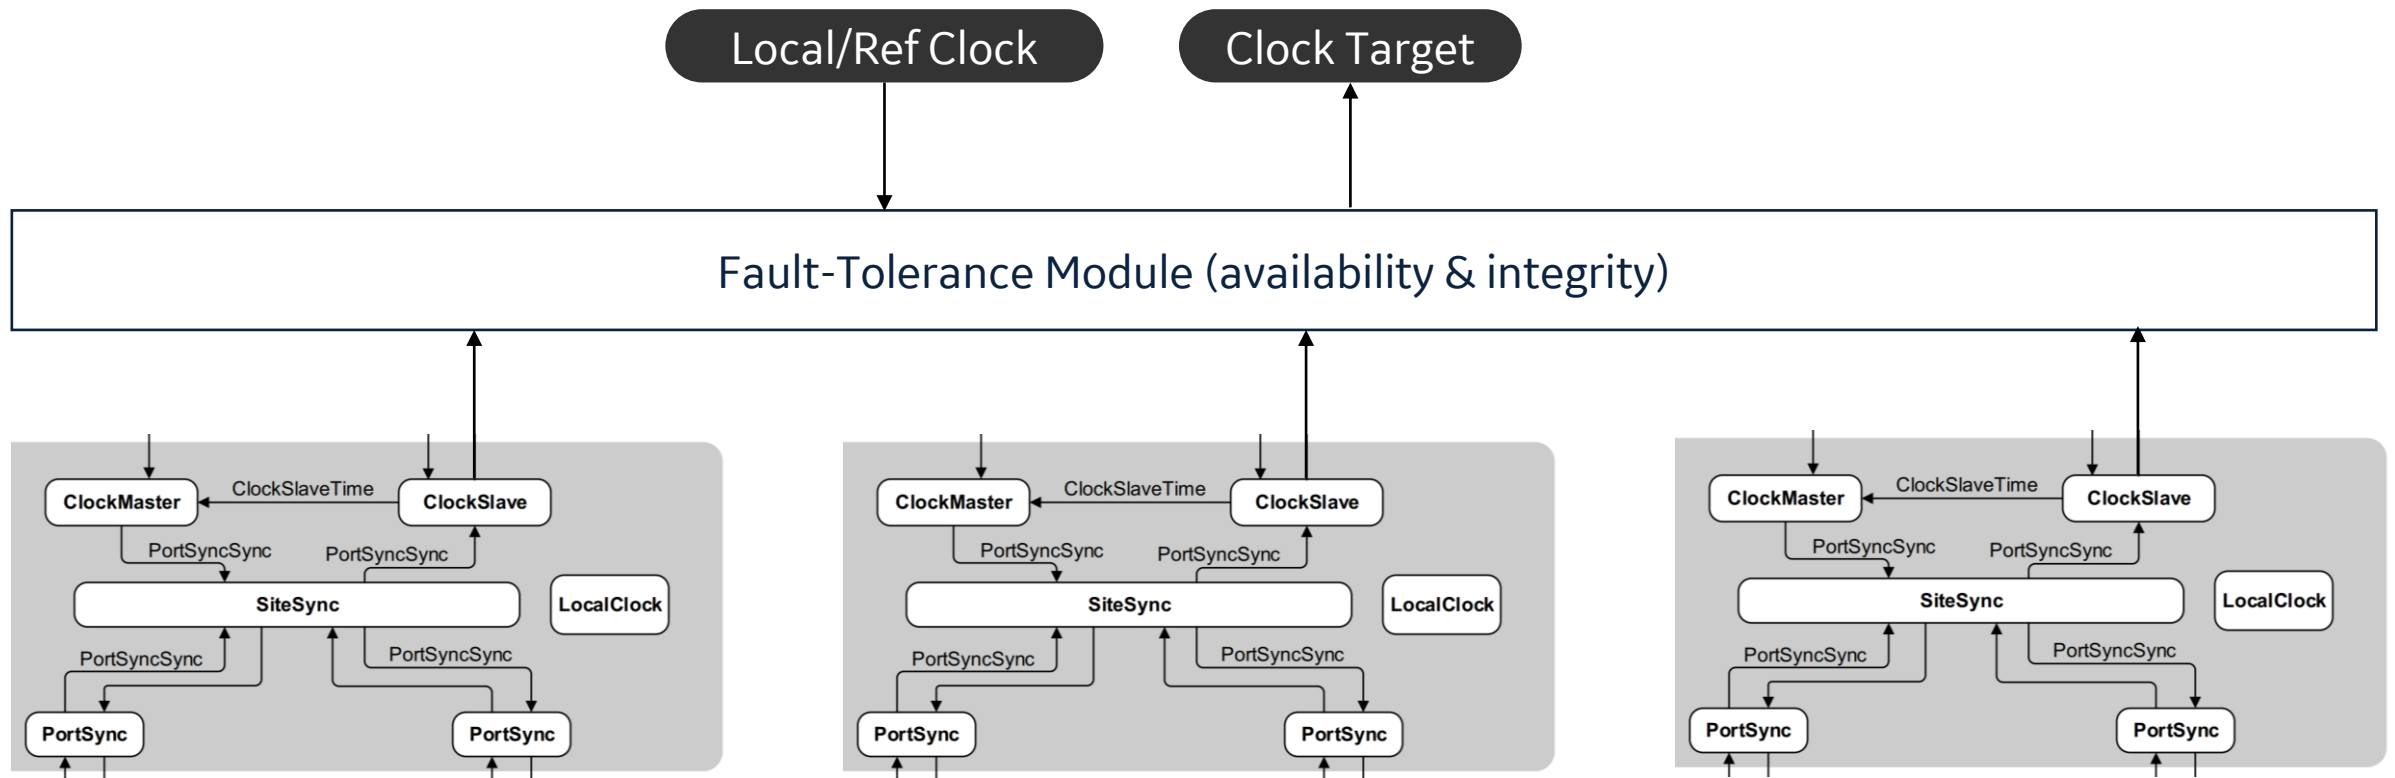 Local/Ref Clock
Clock Target
Fault-Tolerance Module (availability & integrity)
ClockMaster
ClockSlaveTime
ClockSlave
PortSyncSync
PortSyncSync
SiteSync
LocalClock
PortSyncSync
PortSyncSync
PortSync
PortSync
ClockMaster
ClockSlaveTime
ClockSlave
PortSyncSync
PortSyncSync
SiteSync
LocalClock
PortSyncSync
PortSyncSync
PortSync
PortSync
ClockMaster
ClockSlaveTime
ClockSlave
PortSyncSync
PortSyncSync
SiteSync
LocalClock
PortSyncSync
PortSyncSync
PortSync
PortSync